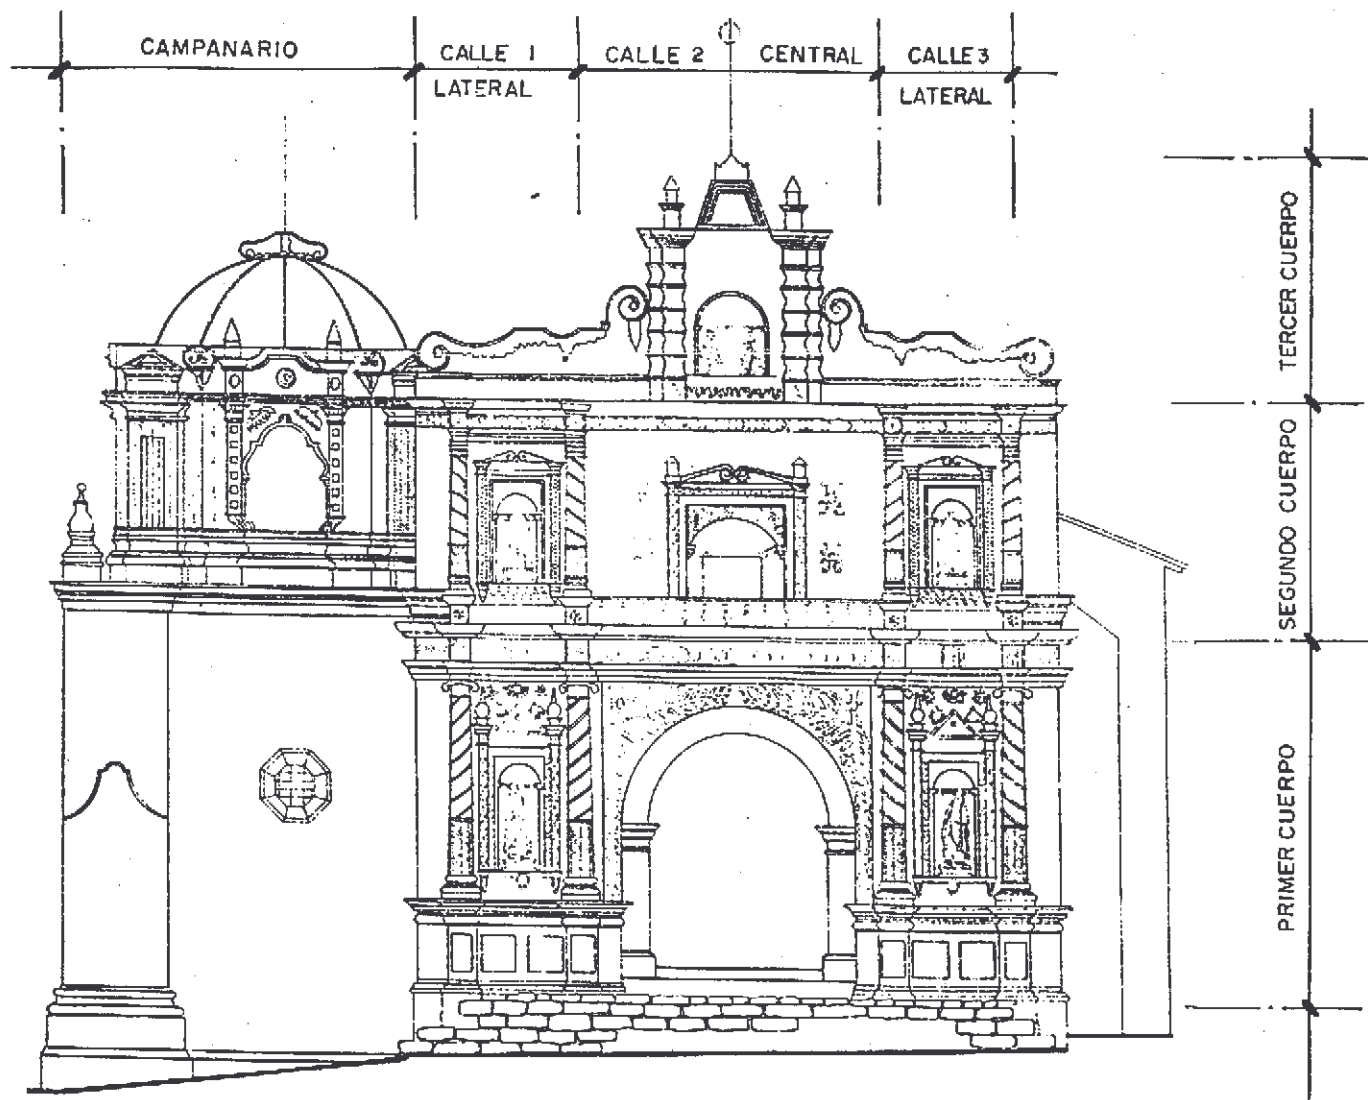 CAMPANARIO
CALLE 1
LATERAL
CALLE 2 CENTRAL
CALLE 3
LATERAL
TERCER CUERPO
SEGUNDO CUERPO
PRIMER CUERPO